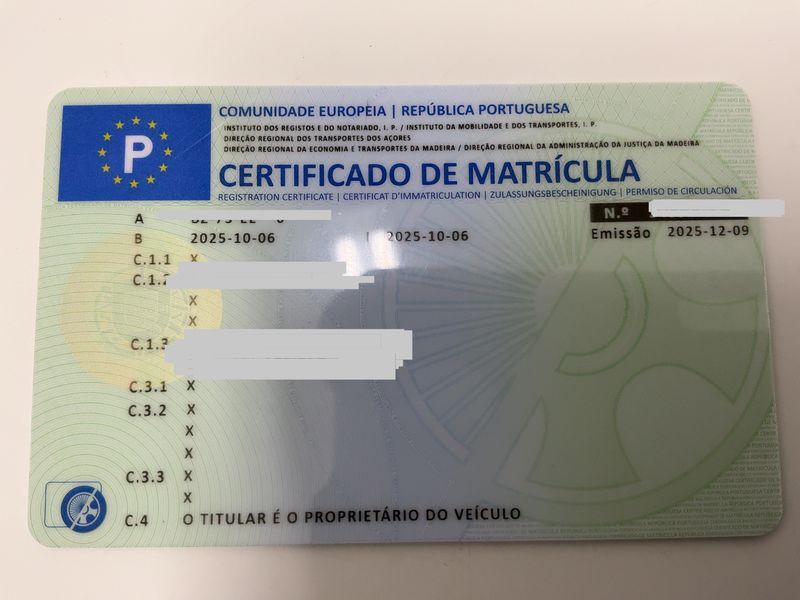 P
COMUNIDADE EUROPEIA | REPÚBLICA PORTUGUESA
INSTITUTO DOS REGISTOS E DO NOTARIADO, I. P. / INSTITUTO DA MOBILIDADE E DOS TRANSPORTES, I. P.
DIREÇÃO REGIONAL DOS TRANSPORTES DOS AÇORES
DIREÇÃO REGIONAL DA ECONOMIA E TRANSPORTES DA MADEIRA / DIREÇÃO REGIONAL DA ADMINISTRAÇÃO DA JUSTIÇA DA MADEIRA
CERTIFICADO DE MATRÍCULA
REGISTRATION CERTIFICATE | CERTIFICAT D'IMMATRICULATION | ZULASSUNGSBESCHEINIGUNG | PERMISO DE CIRCULACIÓN
A N.º
B 2025-10-06 I 2025-10-06 Emissão 2025-12-09
C.1.1 X
C.1.2
X
X
C.1.3
C.3.1 X
C.3.2 X
X
X
C.3.3 X
X
C.4 O TITULAR É O PROPRIETÁRIO DO VEÍCULO